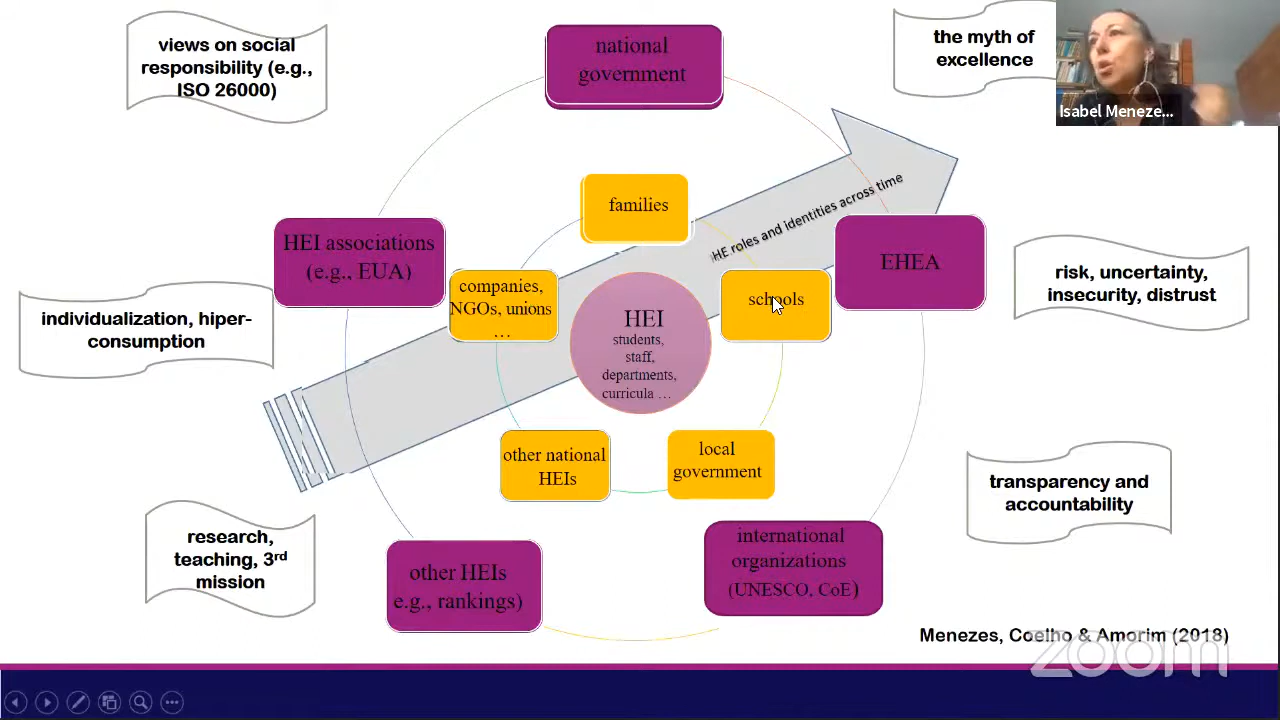 views on social
responsibility (e.g.,
ISO 26000)
national
government
the myth of
excellence
Isabel Meneze...
families
HE roles and identities across time
HEI associations
(e.g., EUA)
EHEA
companies,
NGOs, unions
...
schools
risk, uncertainty,
insecurity, distrust
individualization, hiper-
consumption
HEI
students,
staff,
departments,
curricula ...
other national
HEIs
local
government
transparency and
accountability
research,
teaching, 3rd
mission
other HEIs
e.g., rankings)
international
organizations
(UNESCO, CoE)
Menezes, Coelho & Amorim (2018)
zoom